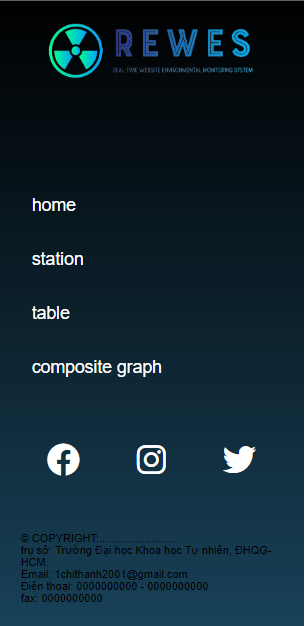 REWES
REAL-TIME WEBSITE ENVIRONMENTAL MONITORING SYSTEM
home
station
table
composite graph
© COPYRIGHT:..........................
trụ sở: Trường Đại học Khoa học Tự nhiên, ĐHQG-
HCM.
Email: 1chithanh2001@gmail.com
Điện thoại: 0000000000 - 0000000000
fax: 0000000000